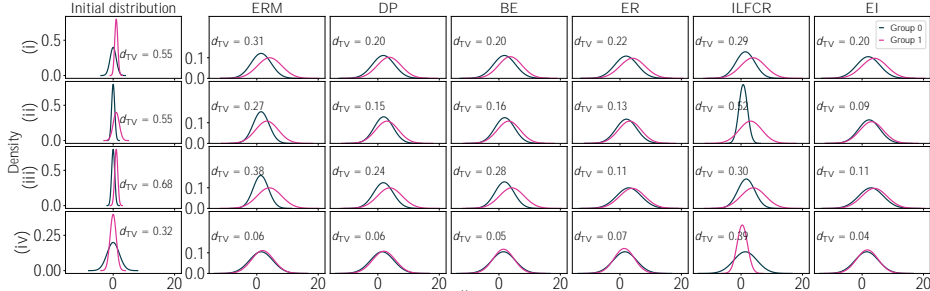 Initial distribution ERM DP BE ER ILFCR EI
Density
(i)
0.5
0.0
d_TV = 0.55
0.1
0.0
d_TV = 0.31
d_TV = 0.20
d_TV = 0.20
d_TV = 0.22
d_TV = 0.29
d_TV = 0.20
Group 0
Group 1
(ii)
0.5
0.0
d_TV = 0.55
0.1
0.0
d_TV = 0.27
d_TV = 0.15
d_TV = 0.16
d_TV = 0.13
d_TV = 0.52
d_TV = 0.09
(iii)
0.5
0.0
d_TV = 0.68
0.1
0.0
d_TV = 0.38
d_TV = 0.24
d_TV = 0.28
d_TV = 0.11
d_TV = 0.30
d_TV = 0.11
(iv)
0.25
0.00
d_TV = 0.32
0.1
0.0
d_TV = 0.06
d_TV = 0.06
d_TV = 0.05
d_TV = 0.07
d_TV = 0.39
d_TV = 0.04
0 20 0 20 0 20 0 20 0 20 0 20 0 20